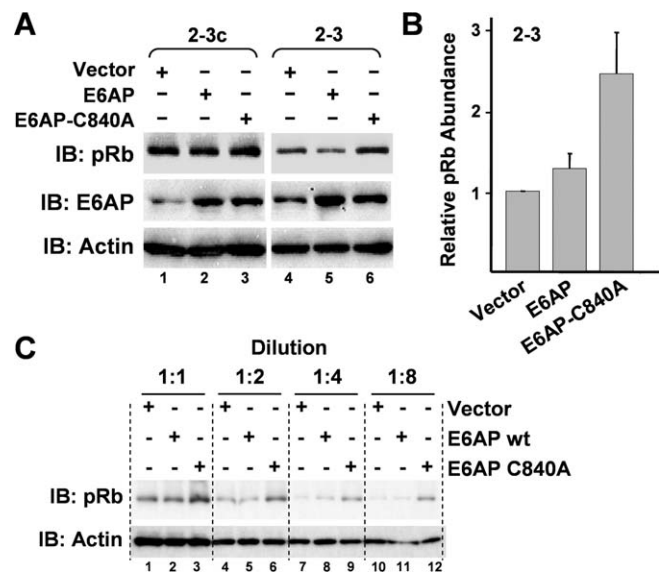 A
2-3c 2-3
Vector + – – + – –
E6AP – + – – + –
E6AP-C840A – – + – – +
IB: pRb
IB: E6AP
IB: Actin
1 2 3 4 5 6
B
2-3
Relative pRb Abundance
3
2
1
Vector
E6AP
E6AP-C840A
C
Dilution
1:1 1:2 1:4 1:8
+ - - + - - + - - + - - Vector
- + - - + - - + - - + - E6AP wt
- - + - - + - - + - - + E6AP C840A
IB: pRb
IB: Actin
1 2 3 4 5 6 7 8 9 10 11 12